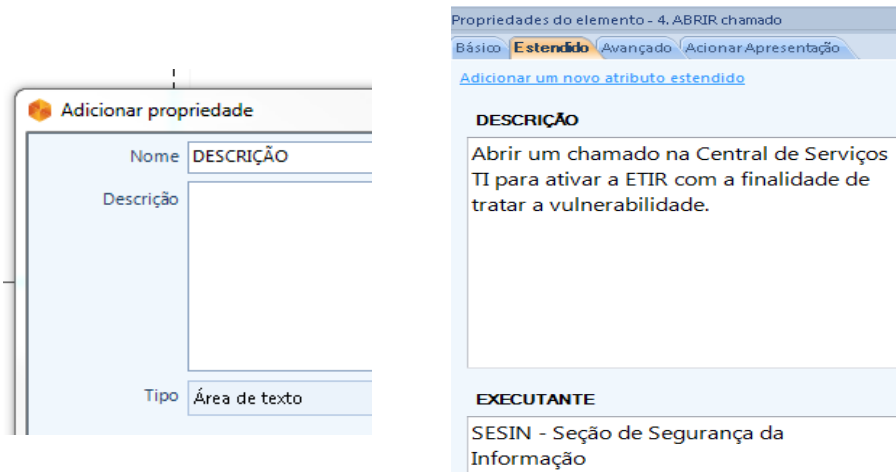 Adicionar propriedade
Nome DESCRIÇÃO
Descrição
Tipo Área de texto
Propriedades do elemento - 4. ABRIR chamado
Básico Estendido Avançado Acionar Apresentação
Adicionar um novo atributo estendido
DESCRIÇÃO
Abrir um chamado na Central de Serviços
TI para ativar a ETIR com a finalidade de
tratar a vulnerabilidade.
EXECUTANTE
SESIN - Seção de Segurança da
Informação